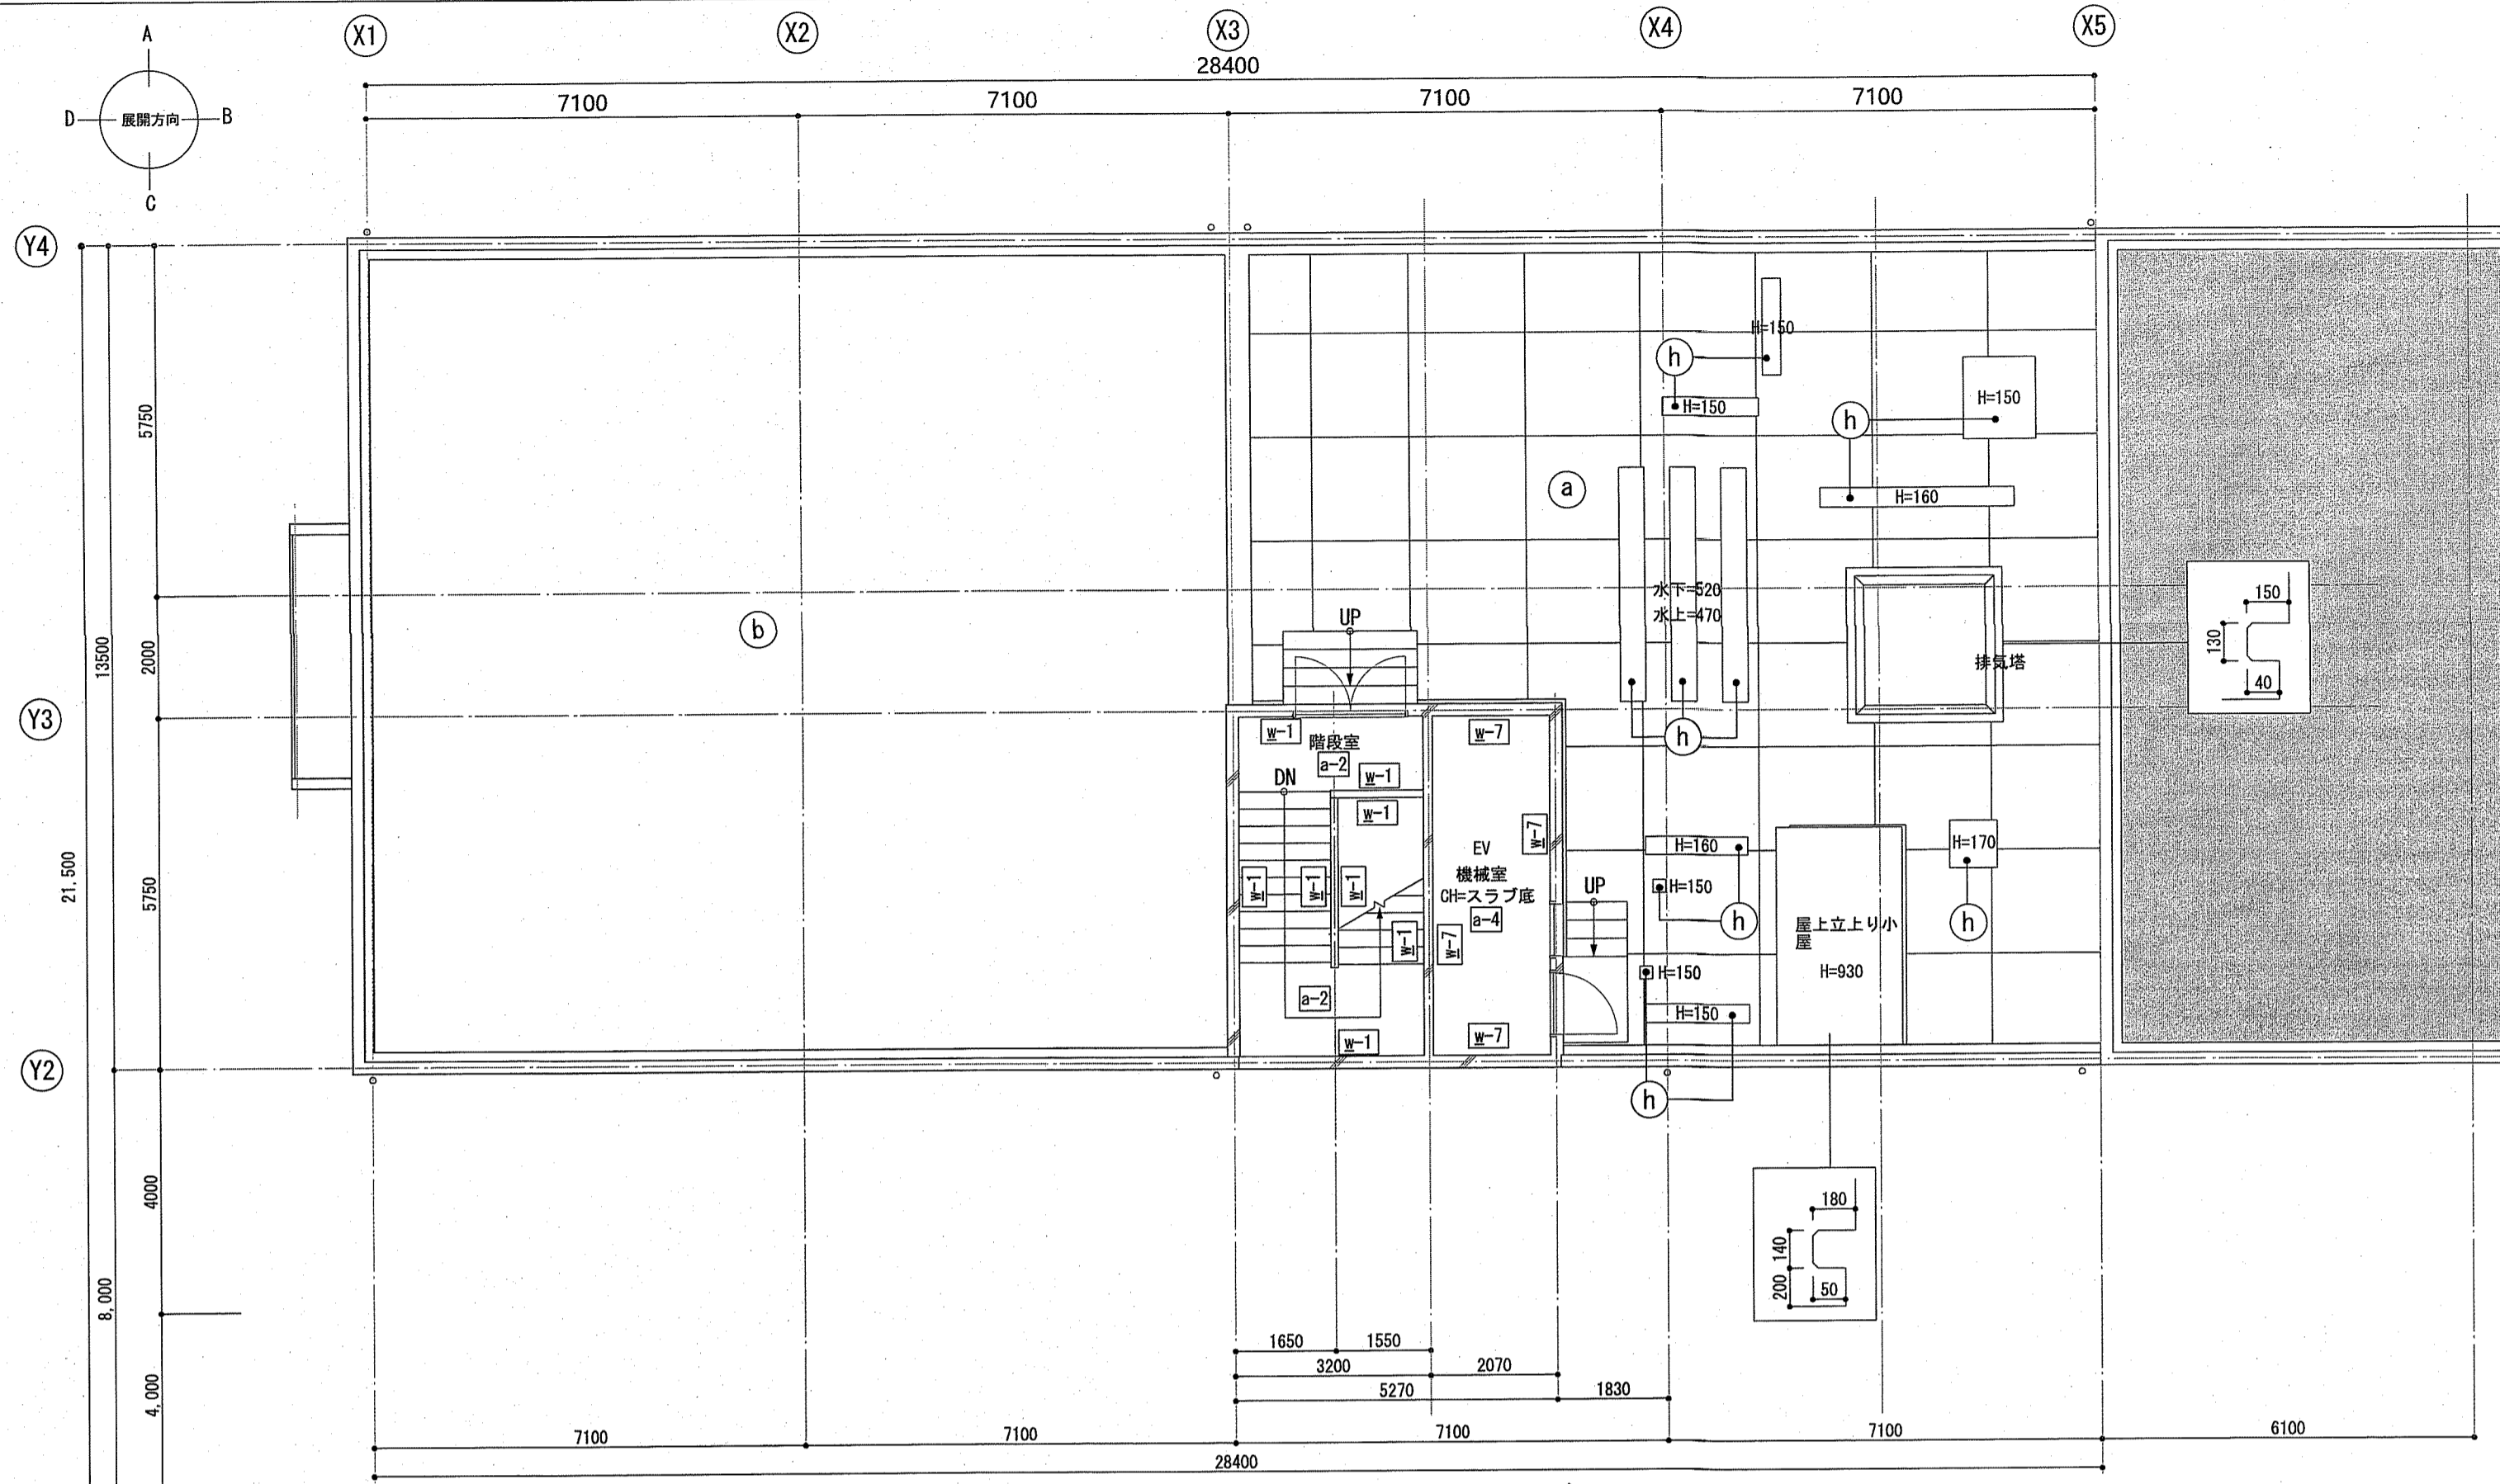 X1
X2
X3
X4
X5
A
D
展開方向
B
C
28400
7100
7100
7100
7100
Y4
Y3
Y2
5750
2000
5750
4000
4,000
13500
8,000
21,500
H=150
h
H=150
h
H=150
H=160
a
b
水下=520
水上=470
排気塔
150
130
40
UP
h
w-1
階段室
a-2
w-1
DN
w-1
w-1
w-1
w-1
w-1
a-2
w-1
w-7
w-7
EV
機械室
CH=スラブ底
a-4
w-7
w-7
UP
H=160
H=150
h
H=170
h
屋上立上り小
屋
H=930
H=150
H=150
h
180
140
200
50
1650
1550
3200
2070
5270
1830
7100
7100
7100
7100
6100
28400